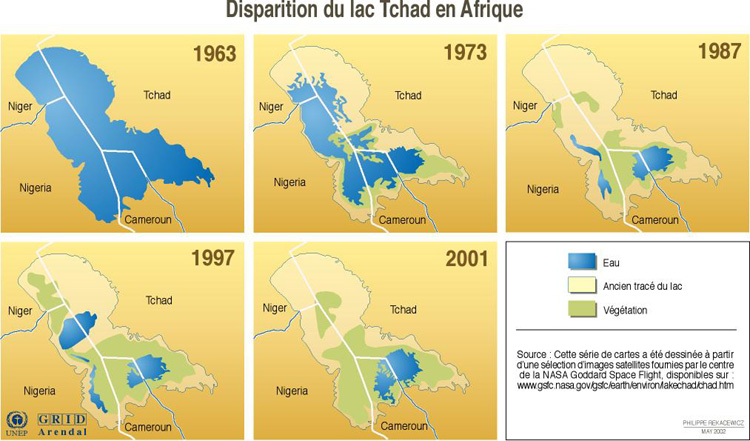 Disparition du lac Tchad en Afrique
1963
Niger
Tchad
Nigeria
Cameroun
1973
Niger
Tchad
Nigeria
Cameroun
1987
Niger
Tchad
Nigeria
Cameroun
1997
Niger
Tchad
Nigeria
Cameroun
UNEP
GRID
Arendal
2001
Niger
Tchad
Nigeria
Cameroun
Eau
Ancien tracé du lac
Végétation
Source : Cette série de cartes a été dessinée à partir
d'une sélection d'images satellites fournies par le centre
de la NASA Goddard Space Flight, disponibles sur :
www.gsfc.nasa.gov/gsfc/earth/environ/lakechad/chad.htm
PHILIPPE REKACEWICZ
MAY 2002